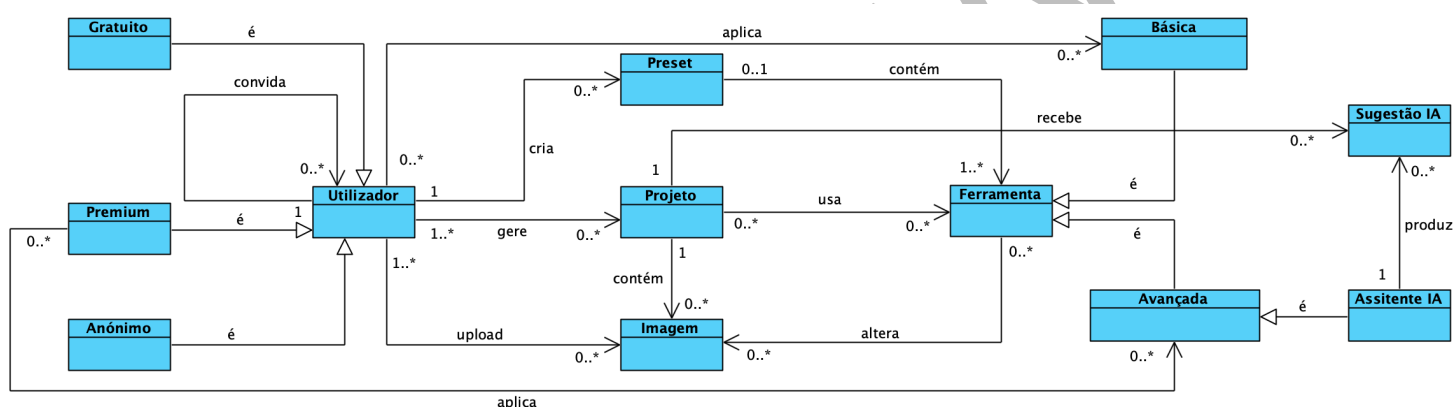 Gratuito
é
aplica
Básica
0..*
Preset
0..1
contém
0..*
convida
Sugestão IA
recebe
0..*
cria
0..*
0..*
1..*
é
0..*
Utilizador
1
1
Projeto
Ferramenta
Premium
1
é
0..*
1..*
gere
0..*
0..*
usa
0..*
é
produz
1..*
1
0..*
contém
1
0..*
Avançada
é
Assitente IA
Anónimo
é
upload
Imagem
altera
0..*
0..*
0..*
aplica